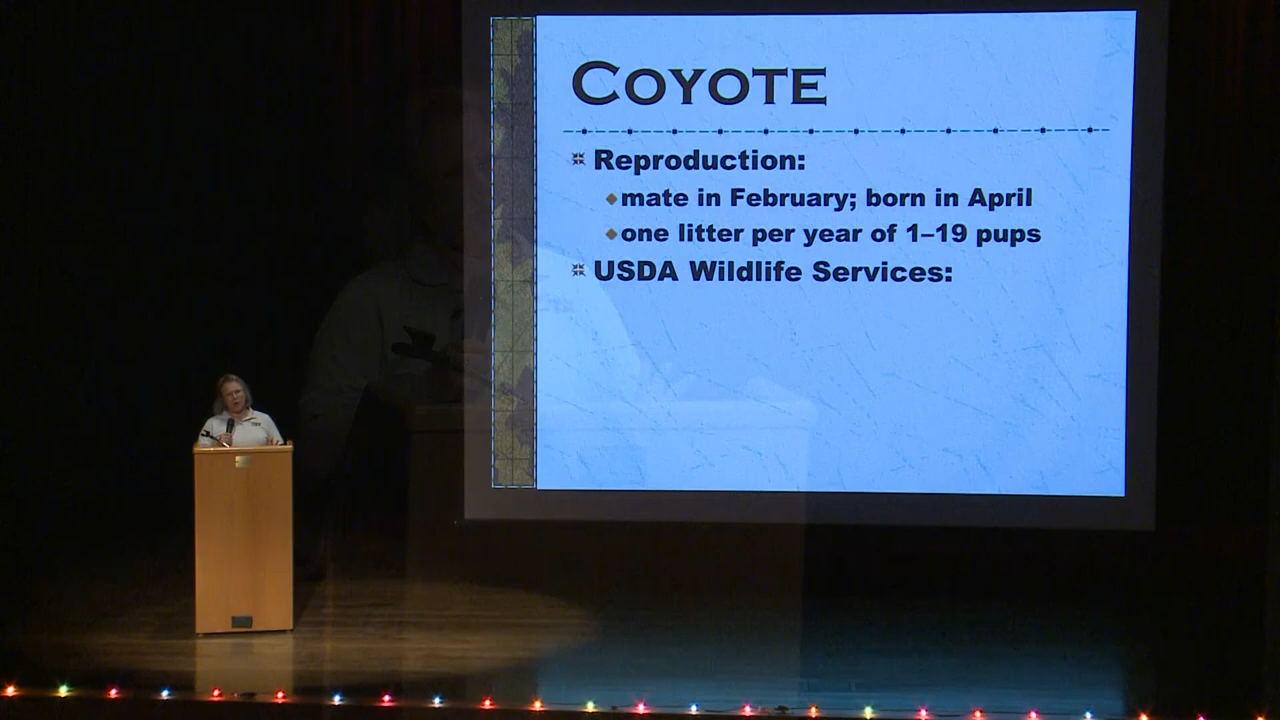 COYOTE
Reproduction:
mate in February; born in April
one litter per year of 1–19 pups
USDA Wildlife Services: